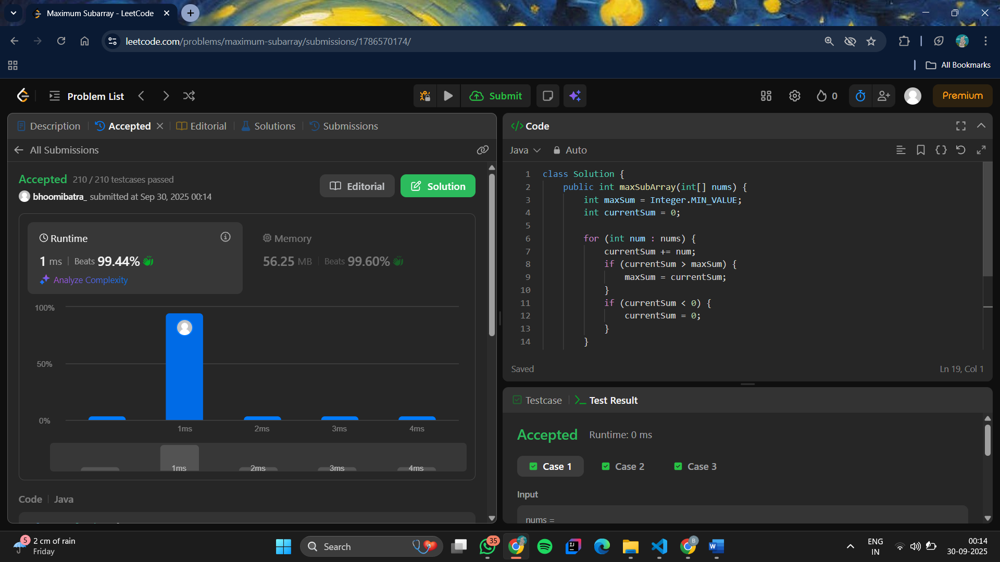 Maximum Subarray - LeetCode
leetcode.com/problems/maximum-subarray/submissions/1786570174/
All Bookmarks
Problem List
Submit
0
Premium
Description
Accepted
Editorial
Solutions
Submissions
All Submissions
Accepted 210 / 210 testcases passed
bhoomibatra_ submitted at Sep 30, 2025 00:14
Editorial
Solution
Runtime
1 ms | Beats 99.44%
Analyze Complexity
Memory
56.25 MB | Beats 99.60%
100%
50%
0%
1ms 2ms 3ms 4ms
1ms 2ms 3ms 4ms
Code | Java
Code
Java Auto
1 class Solution {
2 public int maxSubArray(int[] nums) {
3 int maxSum = Integer.MIN_VALUE;
4 int currentSum = 0;
5
6 for (int num : nums) {
7 currentSum += num;
8 if (currentSum > maxSum) {
9 maxSum = currentSum;
10 }
11 if (currentSum < 0) {
12 currentSum = 0;
13 }
14 }
Saved
Ln 19, Col 1
Testcase
Test Result
Accepted Runtime: 0 ms
Case 1 Case 2 Case 3
Input
nums =
5
2 cm of rain
Friday
Search
35
IJ
B
W
ENG
IN
00:14
30-09-2025